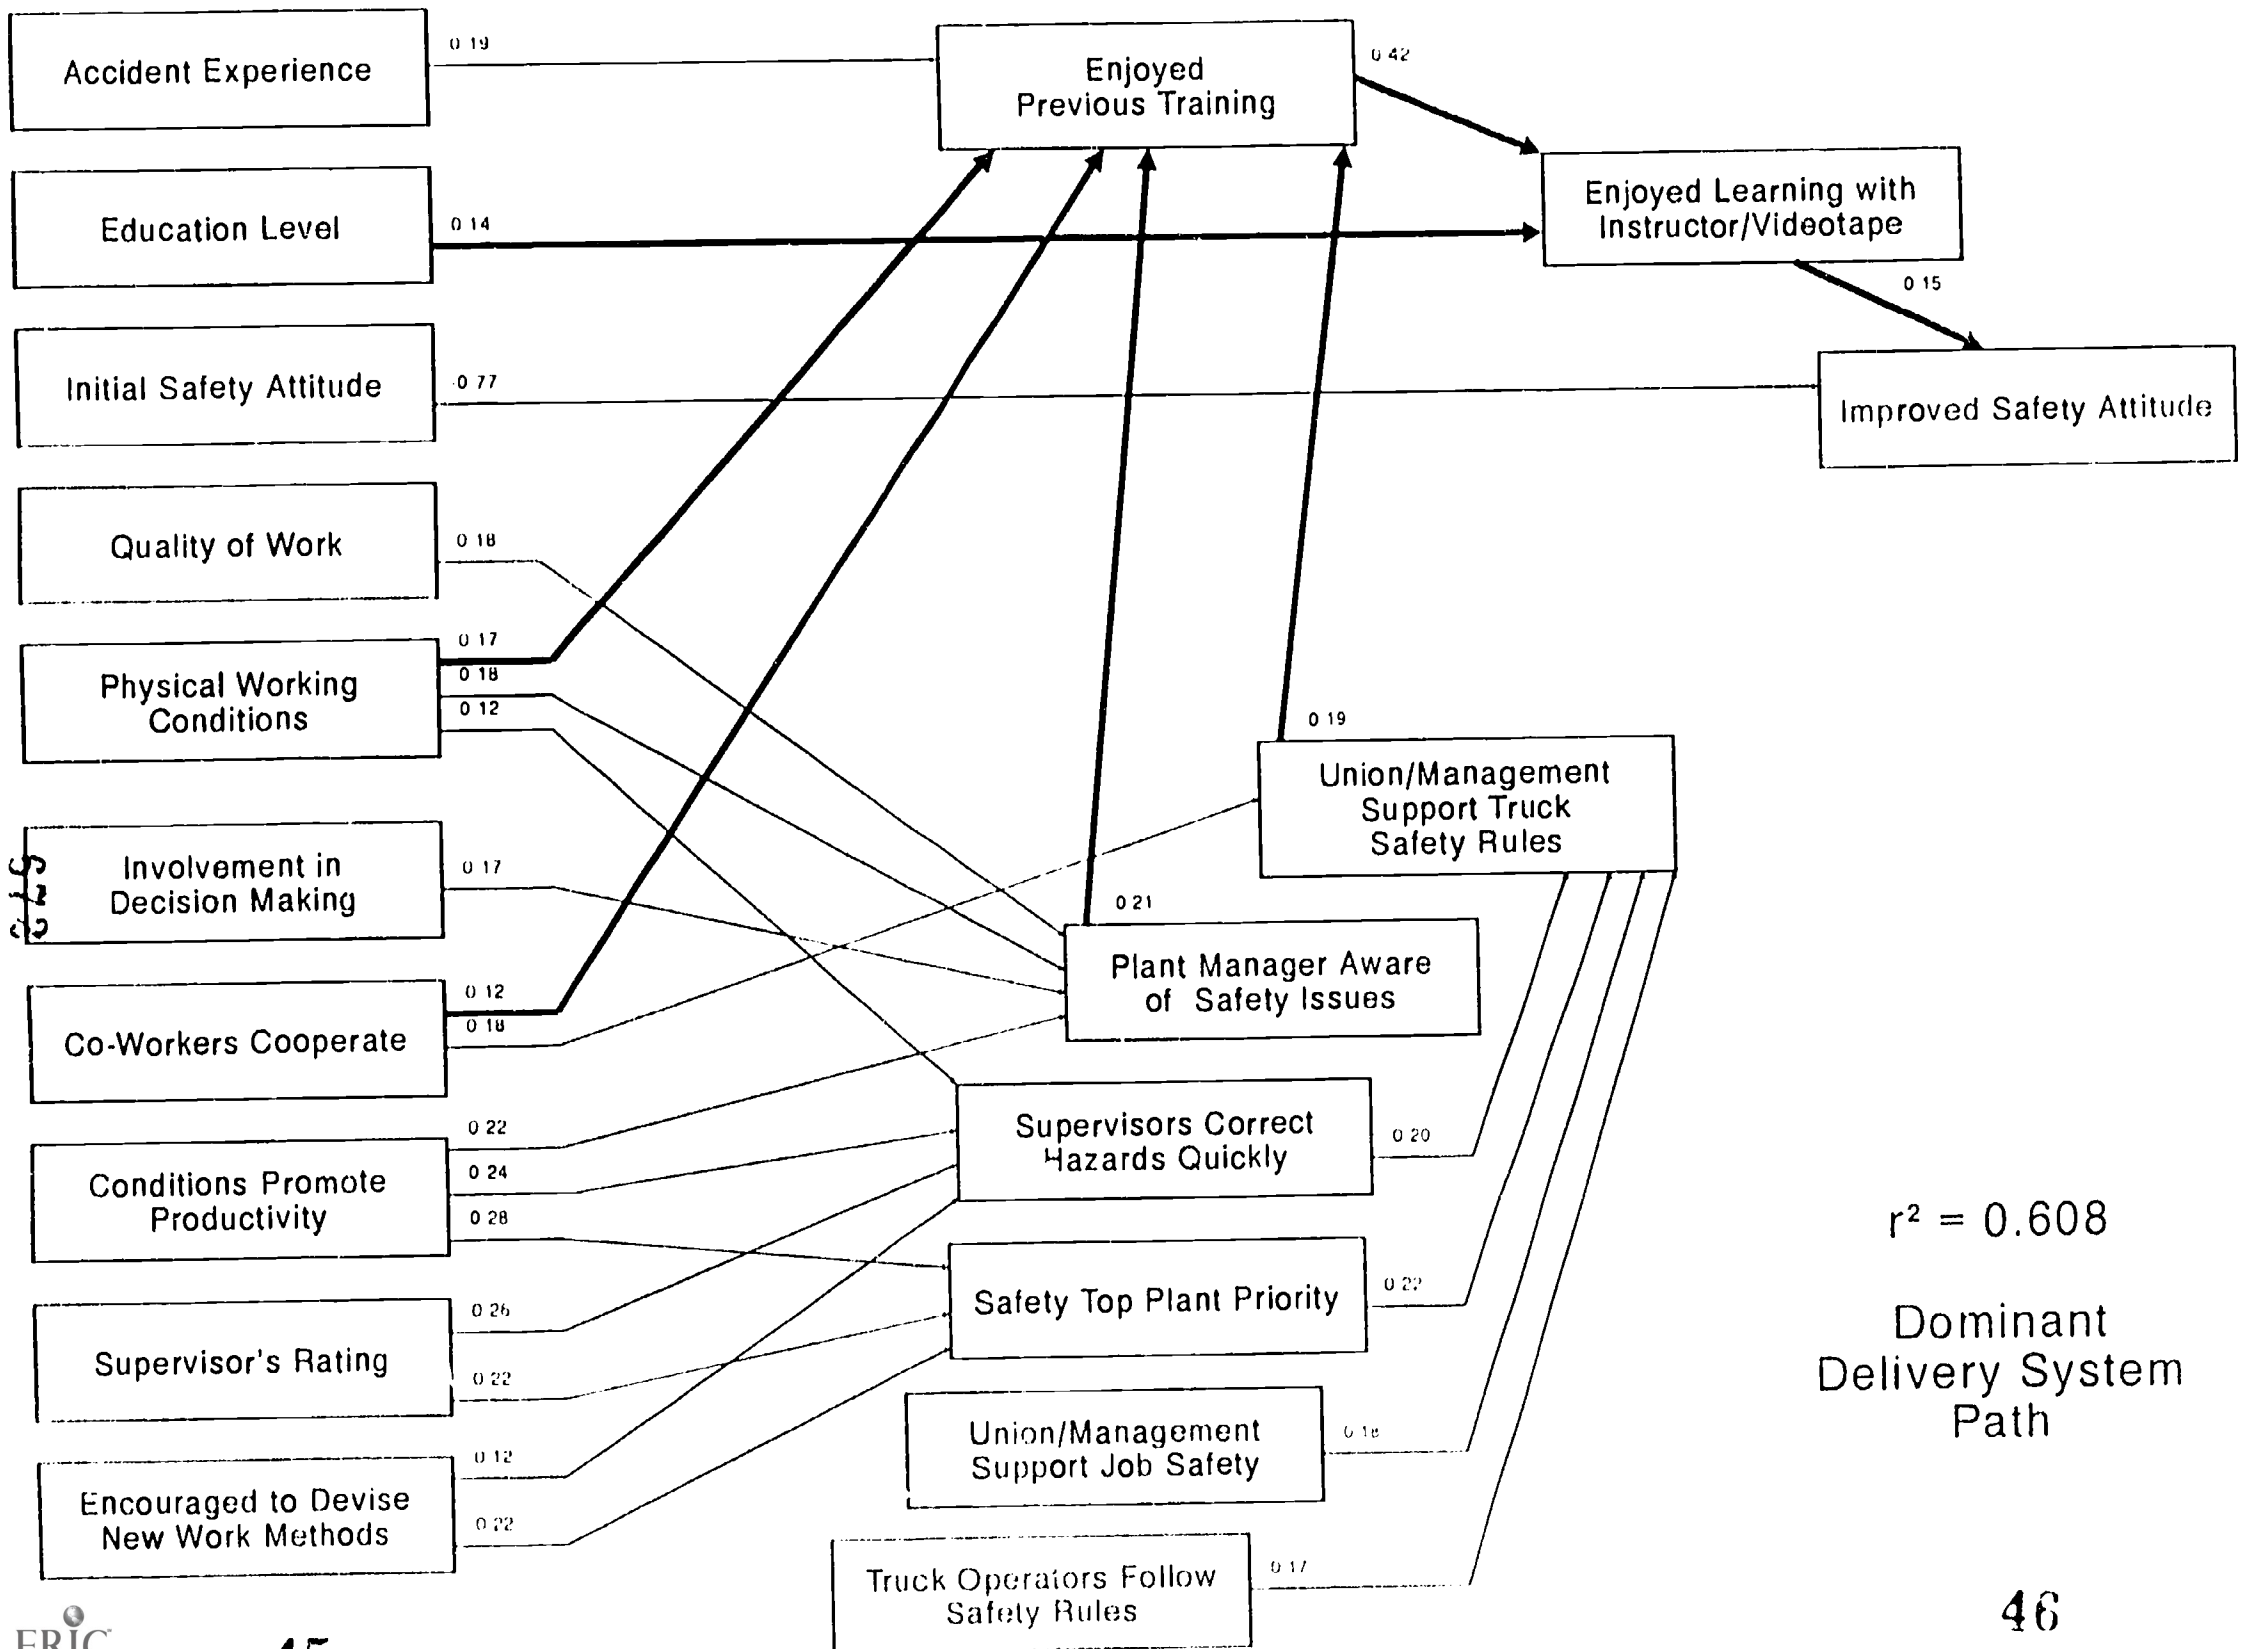 Accident Experience
0 19
Enjoyed
Previous Training
0 42
Education Level
0 14
Enjoyed Learning with
Instructor/Videotape
0 15
Initial Safety Attitude
0 77
Improved Safety Attitude
Quality of Work
0 18
Physical Working
Conditions
0 17
0 18
0 12
0 19
Union/Management
Support Truck
Safety Rules
Involvement in
Decision Making
0 17
0 21
Plant Manager Aware
of Safety Issues
Co-Workers Cooperate
0 12
0 18
Conditions Promote
Productivity
0 22
0 24
0 28
Supervisors Correct
Hazards Quickly
0 20
r² = 0.608
Supervisor's Rating
0 26
0 22
Safety Top Plant Priority
0 22
Dominant
Delivery System
Path
Union/Management
Support Job Safety
0 18
Encouraged to Devise
New Work Methods
0 12
0 22
Truck Operators Follow
Safety Rules
0 17
46
ERIC
45